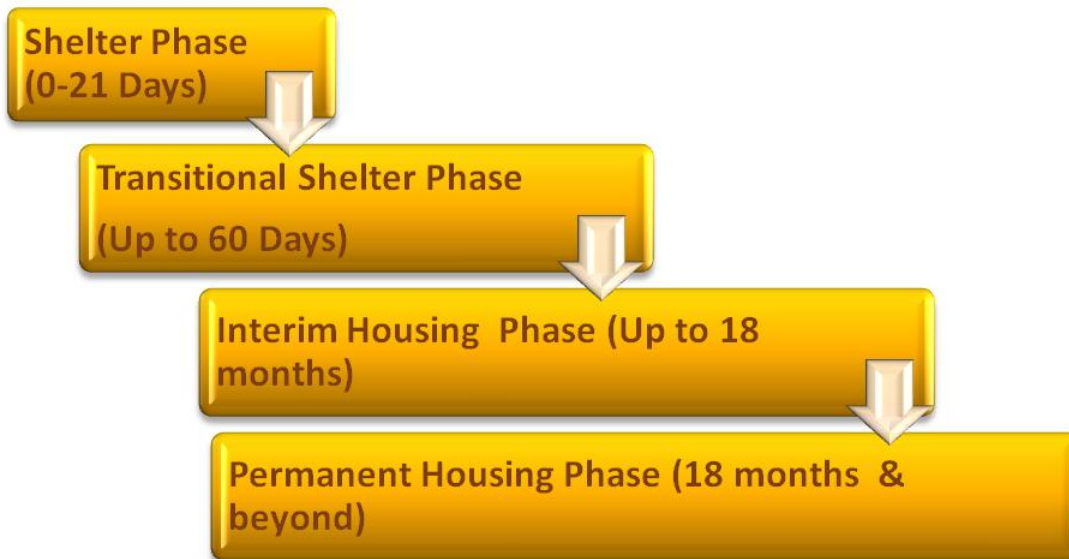 Shelter Phase
(0-21 Days)
Transitional Shelter Phase
(Up to 60 Days)
Interim Housing  Phase (Up to 18
months)
Permanent Housing Phase (18 months  &
beyond)